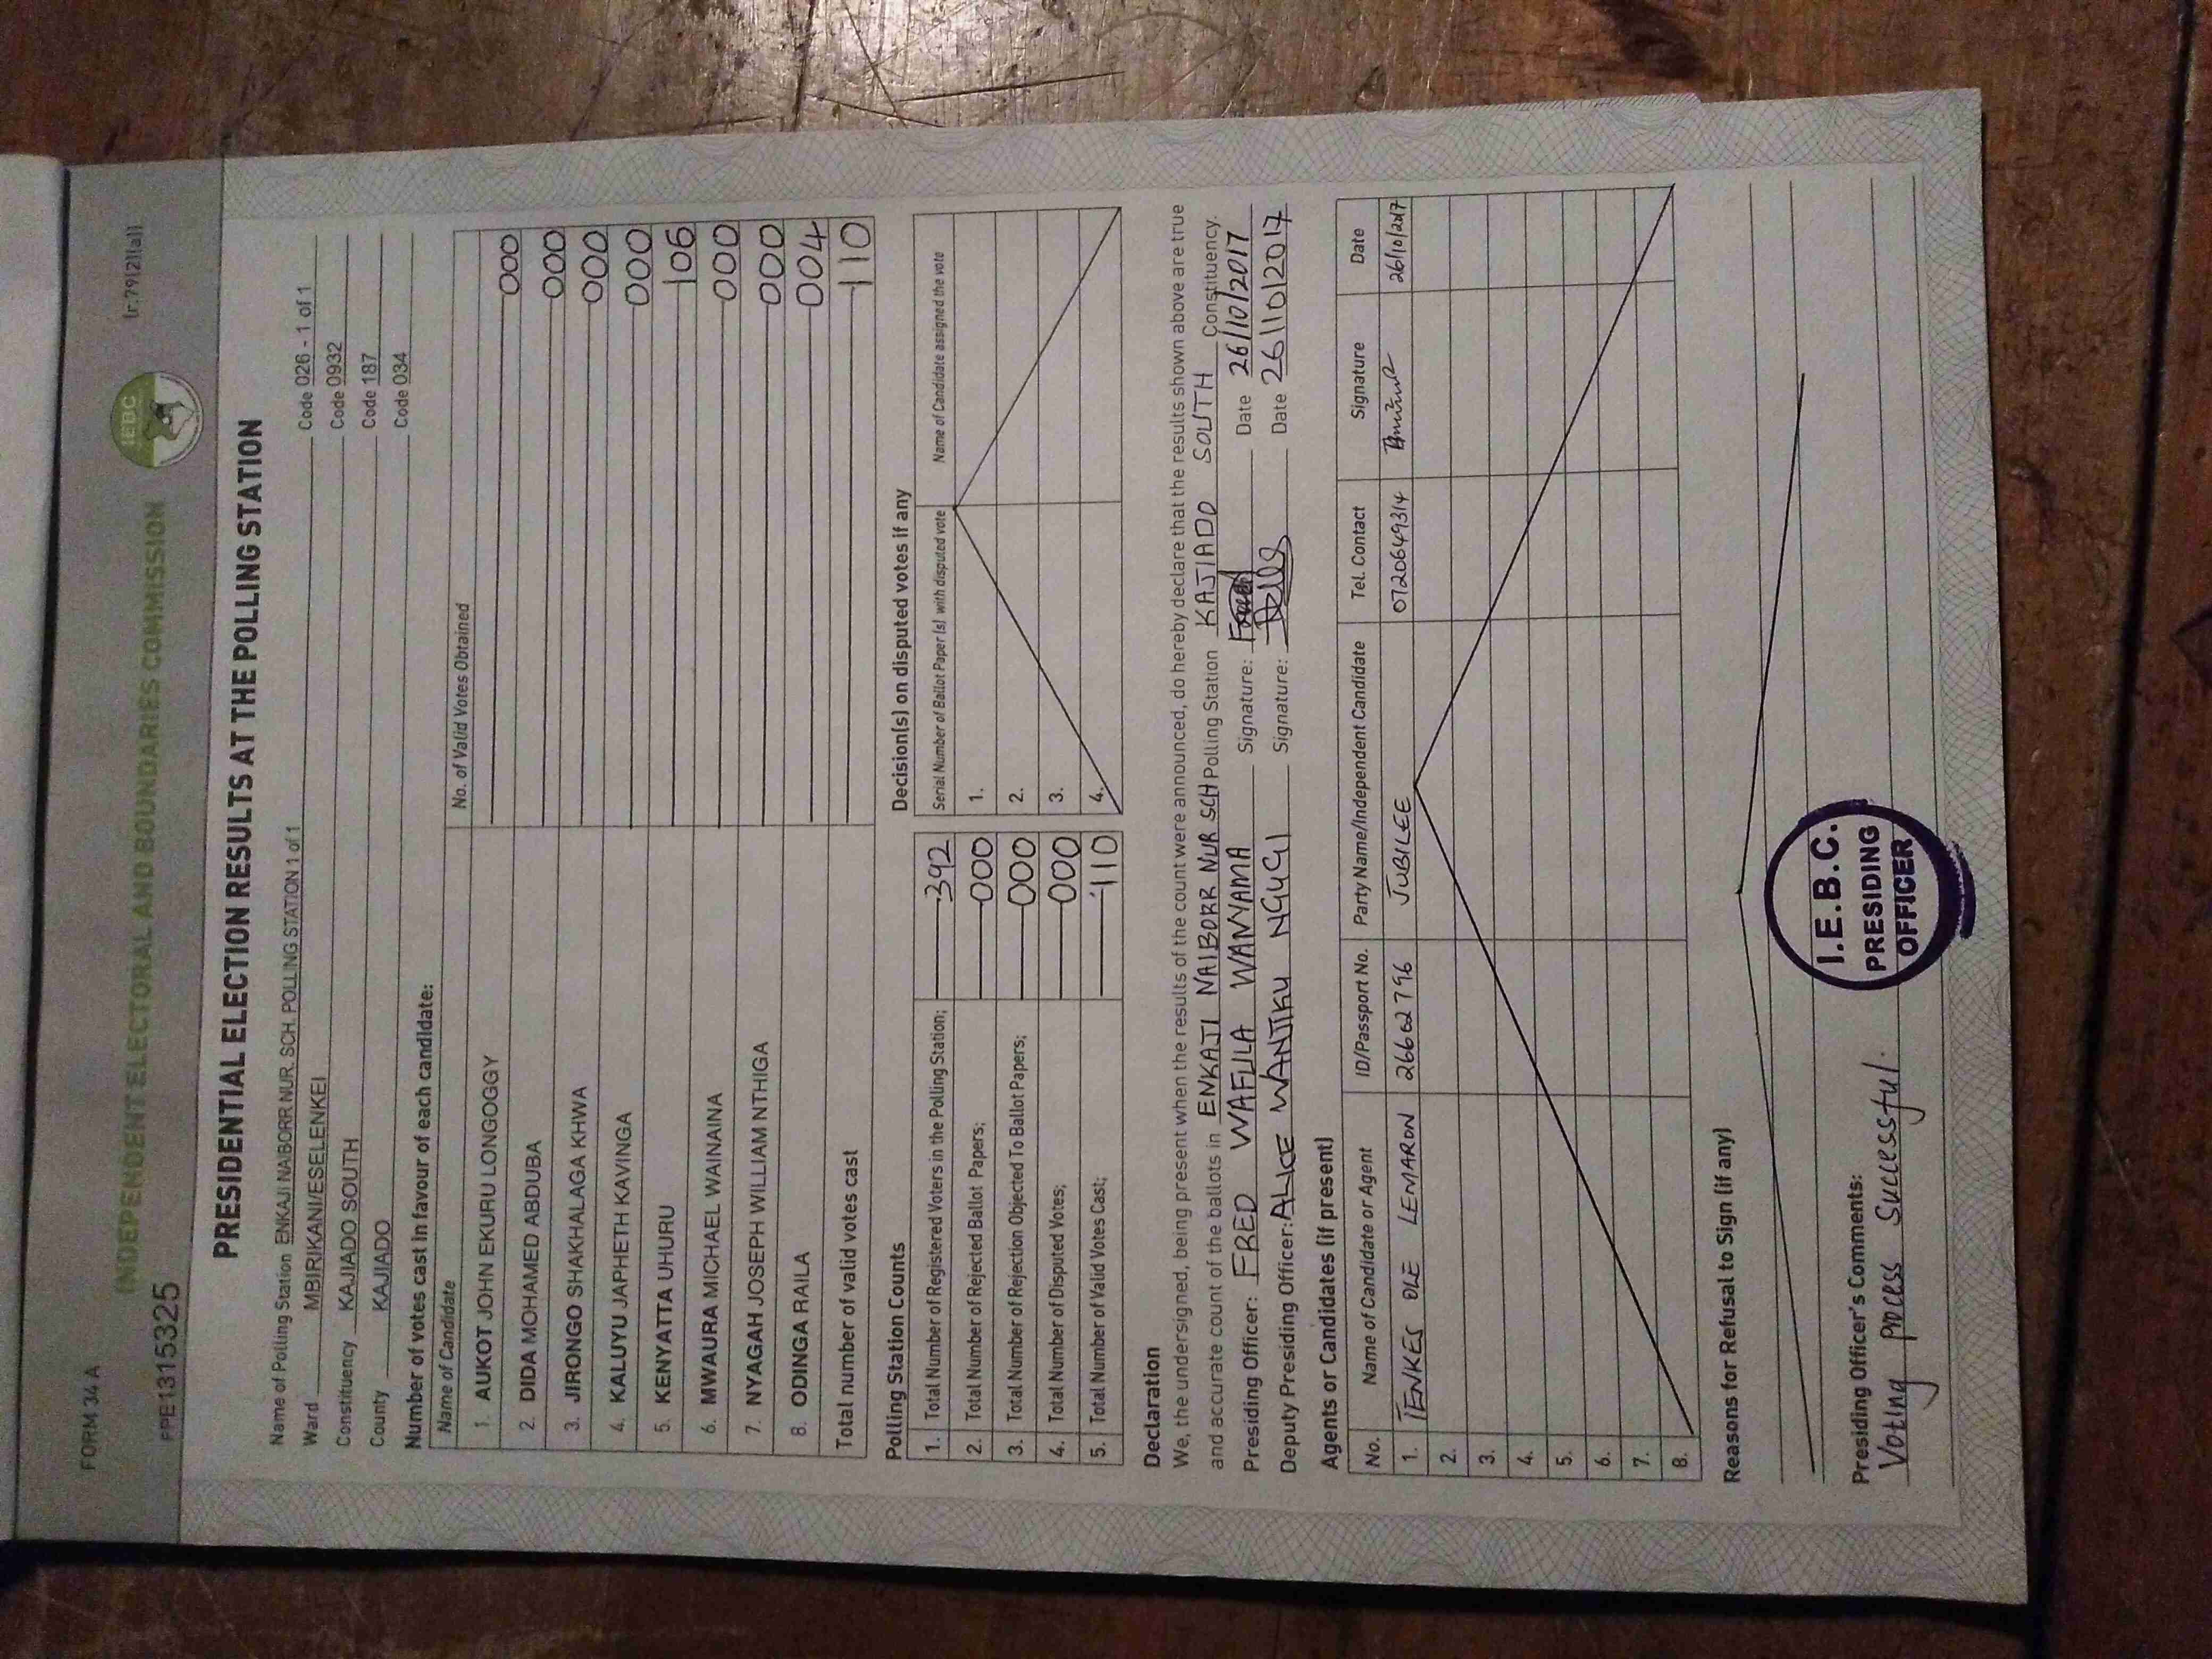 FORM 34 A
(r.79(2)(a))
IEBC
INDEPENDENT ELECTORAL AND BOUNDARIES COMMISSION
FPE1315325
PRESIDENTIAL ELECTION RESULTS AT THE POLLING STATION
Name of Polling Station ENKAJI NAIBORR NUR. SCH. POLLING STATION 1 of 1 Code 026 - 1 of 1
Ward MBIRIKANI/ESELENKEI Code 0932
Constituency KAJIADO SOUTH Code 187
County KAJIADO Code 034
Number of votes cast in favour of each candidate:
Name of Candidate No. of Valid Votes Obtained
1. AUKOT JOHN EKURU LONGOGGY 000
2. DIDA MOHAMED ABDUBA 000
3. JIRONGO SHAKHALAGA KHWA 000
4. KALUYU JAPHETH KAVINGA 000
5. KENYATTA UHURU 106
6. MWAURA MICHAEL WAINAINA 000
7. NYAGAH JOSEPH WILLIAM NTHIGA 000
8. ODINGA RAILA 004
Total number of valid votes cast 110
Polling Station Counts
1. Total Number of Registered Voters in the Polling Station; 392
2. Total Number of Rejected Ballot Papers; 000
3. Total Number of Rejection Objected To Ballot Papers; 000
4. Total Number of Disputed Votes; 000
5. Total Number of Valid Votes Cast; 110
Decision(s) on disputed votes if any
Serial Number of Ballot Paper(s) with disputed vote Name of Candidate assigned the vote
1.
2.
3.
4.
Declaration
We, the undersigned, being present when the results of the count were announced, do hereby declare that the results shown above are true
and accurate count of the ballots in ENKAJI NAIBORR NUR SCH Polling Station KAJIADO SOUTH Constituency.
Presiding Officer: FRED WAFULA WANYAMA Signature: Date 26/10/2017
Deputy Presiding Officer: ALICE WANJIKU NGUGI Signature: Date 26/10/2017
Agents or Candidates (if present)
No. Name of Candidate or Agent ID/Passport No. Party Name/Independent Candidate Tel. Contact Signature Date
1. TENKES OLE LEMARON 26662796 JUBILEE 0720649314 26/10/2017
2.
3.
4.
5.
6.
7.
8.
Reasons for Refusal to Sign (if any)
Presiding Officer's Comments:
Voting process successful.
I.E.B.C.
PRESIDING
OFFICER